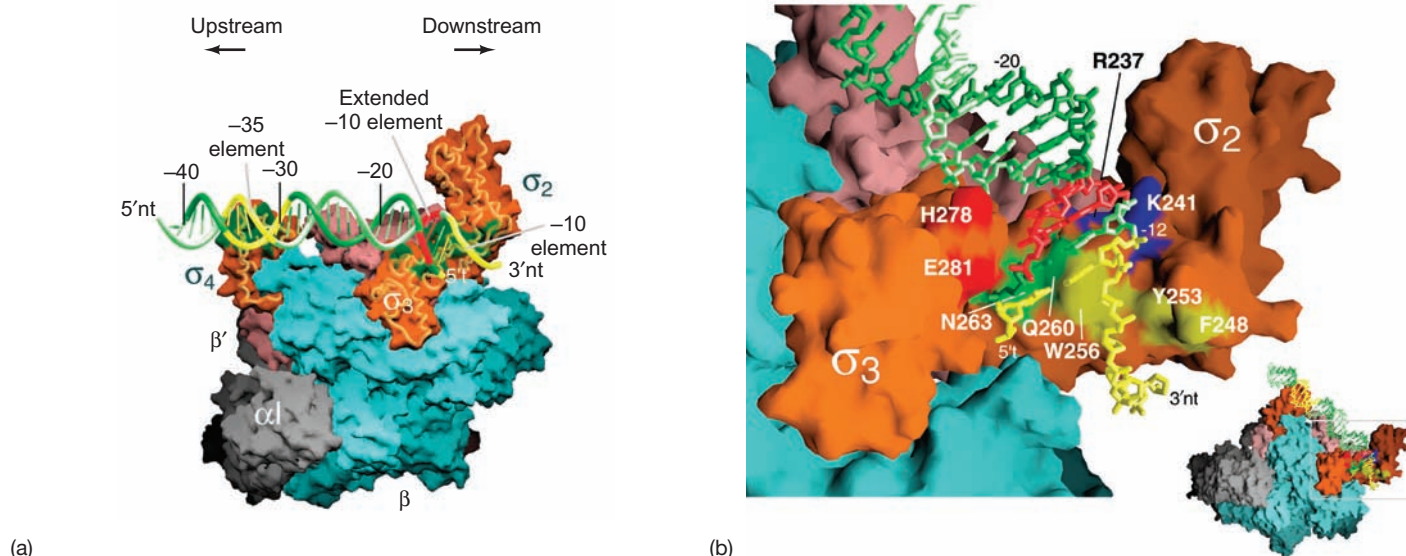 Upstream
Downstream
Extended
–10 element
–35
element
–40
–30
–20
σ2
5′nt
–10
element
3′nt
5′t
σ4
σ3
β′
αI
β
(a)
-20
R237
σ2
H278
K241
-12
E281
Y253
N263
Q260
F248
W256
5′t
σ3
3′nt
(b)